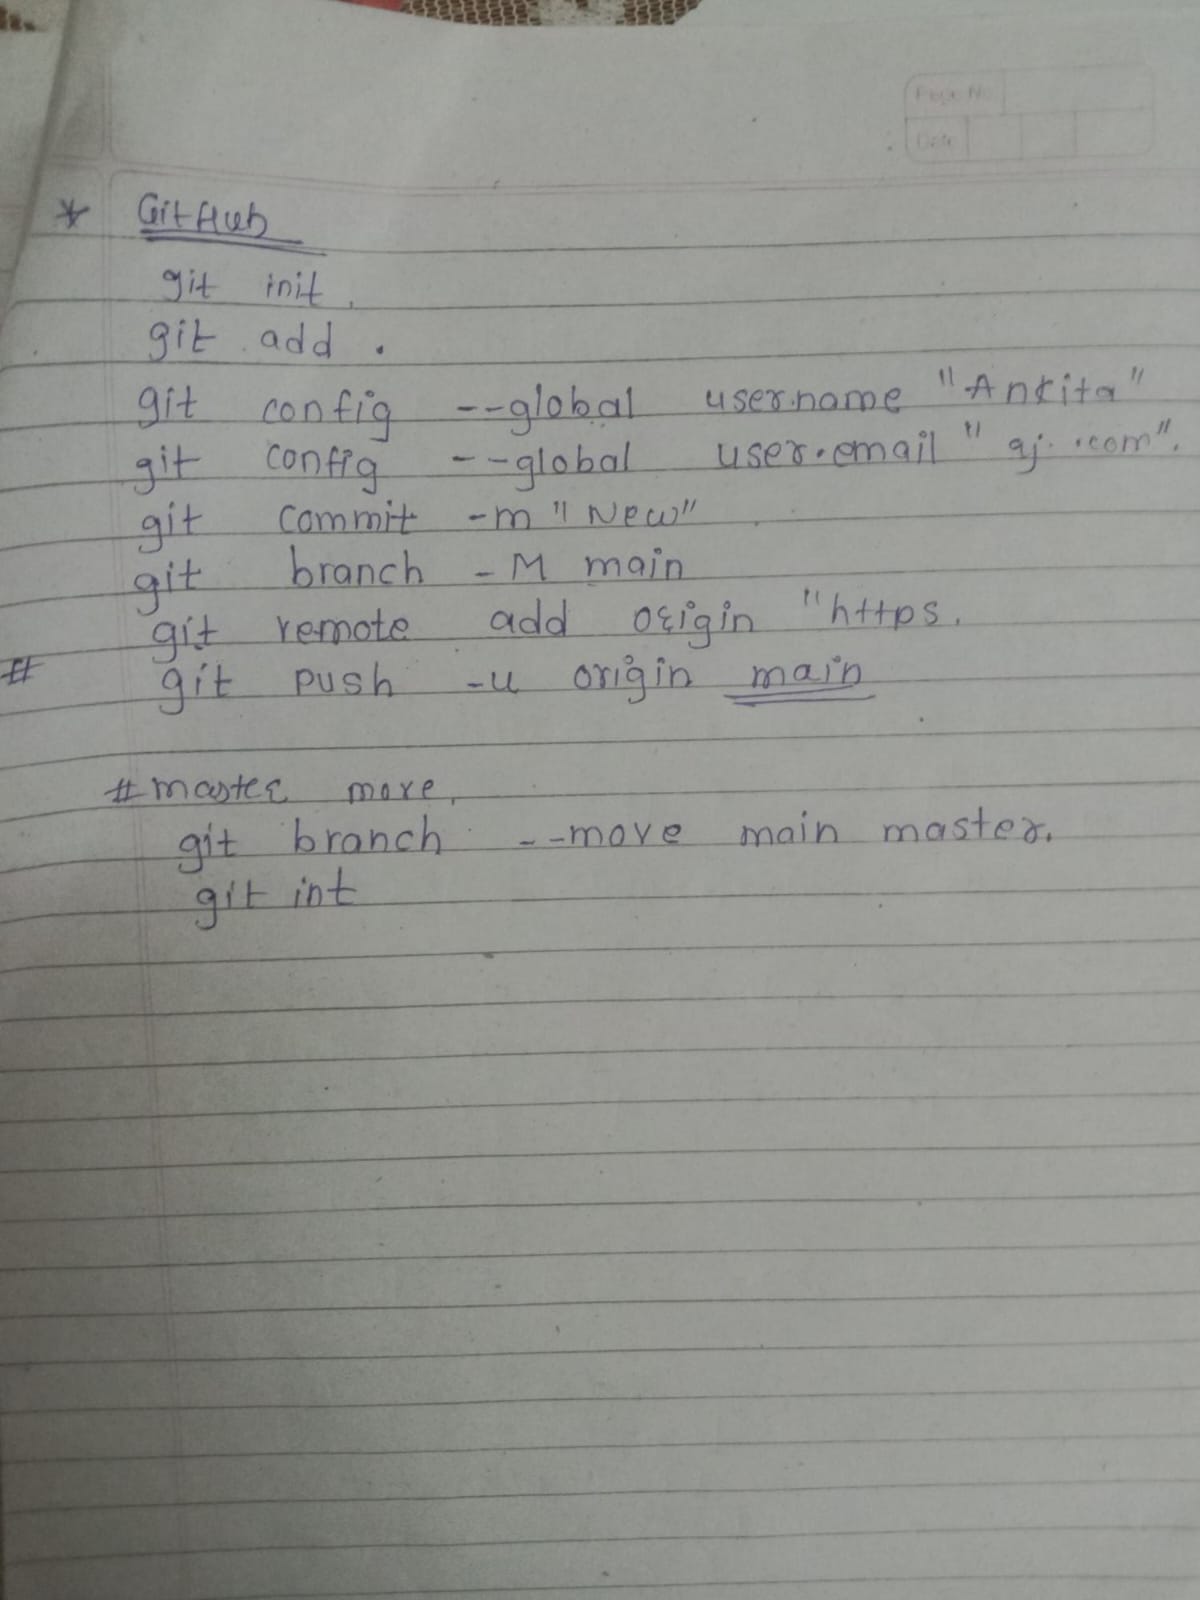 Page No.
Date
* GitHub
git init.
git add .
git config --global user.name "Ankita"
git config --global user.email "aj. .com".
git commit -m "New"
git branch -M main
git remote add origin "https.
# git push -u origin main
# master move.
git branch --move main master.
git int